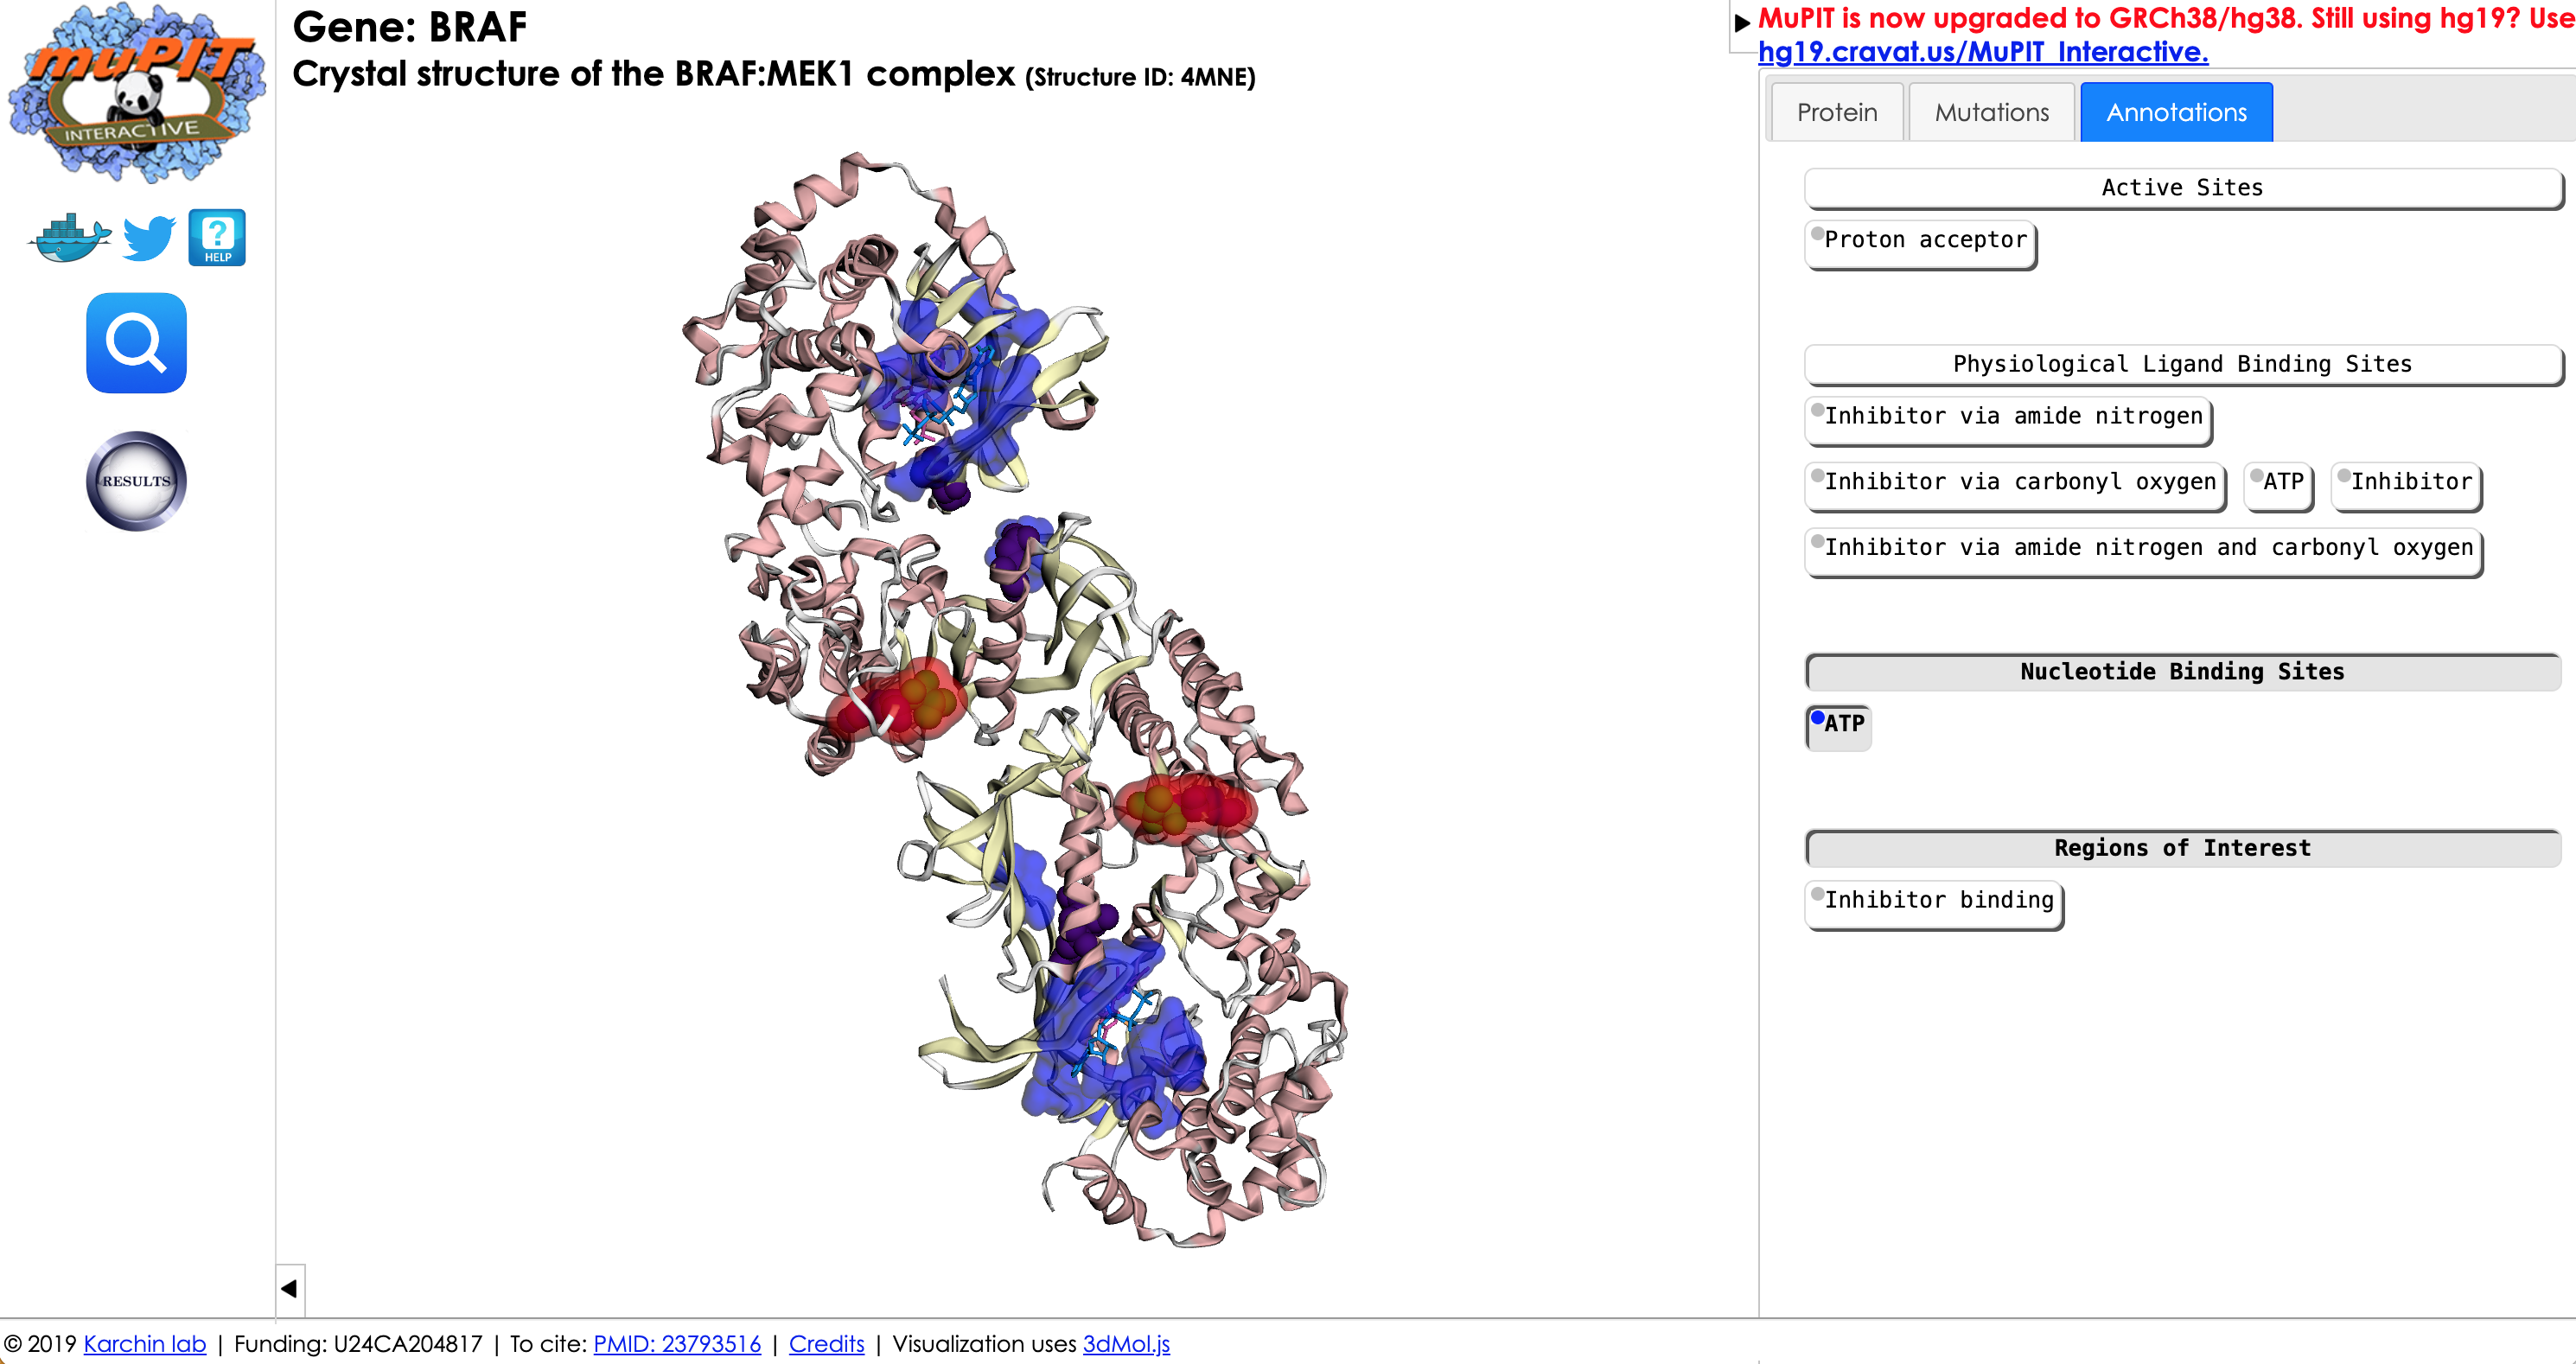 muPIT
INTERACTIVE
HELP
RESULTS
Gene: BRAF
Crystal structure of the BRAF:MEK1 complex (Structure ID: 4MNE)
MuPIT is now upgraded to GRCh38/hg38. Still using hg19? Use
hg19.cravat.us/MuPIT_Interactive.
Protein Mutations Annotations
Active Sites
Proton acceptor
Physiological Ligand Binding Sites
Inhibitor via amide nitrogen
Inhibitor via carbonyl oxygen ATP Inhibitor
Inhibitor via amide nitrogen and carbonyl oxygen
Nucleotide Binding Sites
ATP
Regions of Interest
Inhibitor binding
© 2019 Karchin lab | Funding: U24CA204817 | To cite: PMID: 23793516 | Credits | Visualization uses 3dMol.js